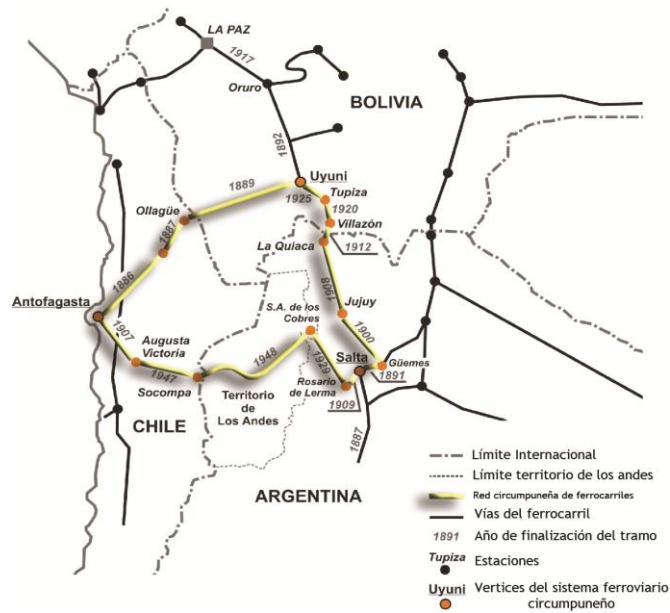 LA PAZ
1917
Oruro
BOLIVIA
1892
Uyuni
1889
1925
Tupiza
1920
Ollagüe
Villazón
1887
La Quiaca
1912
1886
1908
Antofagasta
S.A. de los
Cobres
Jujuy
1907
1900
Augusta
Victoria
1948
1929
Salta
Güemes
1947
1891
Socompa
Territorio
de
Los Andes
Rosario
de Lerma
1909
CHILE
1887
ARGENTINA
Límite Internacional
Límite territorio de los andes
Red circumpuneña de ferrocarriles
Vías del ferrocarril
1891 Año de finalización del tramo
Tupiza Estaciones
Uyuni Vertices del sistema ferroviario
circumpuneño